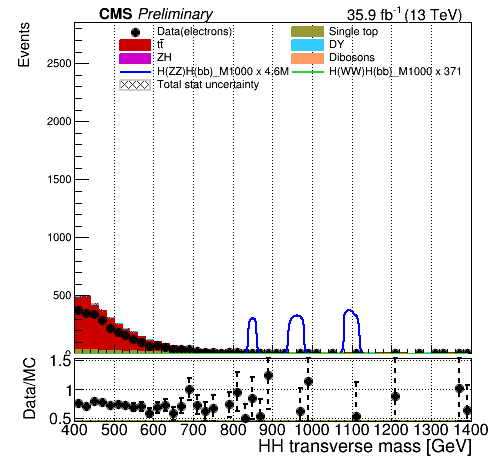 CMS Preliminary 35.9 fb⁻¹ (13 TeV)
Data(electrons) Single top
tt̄ DY
ZH Dibosons
H(ZZ)H(bb)_M1000 x 4.6M H(WW)H(bb)_M1000 x 371
Total stat uncertainty
Events
2500
2000
1500
1000
500
0
Data/MC
1.5
1
0.5
400 500 600 700 800 900 1000 1100 1200 1300 1400
HH transverse mass [GeV]